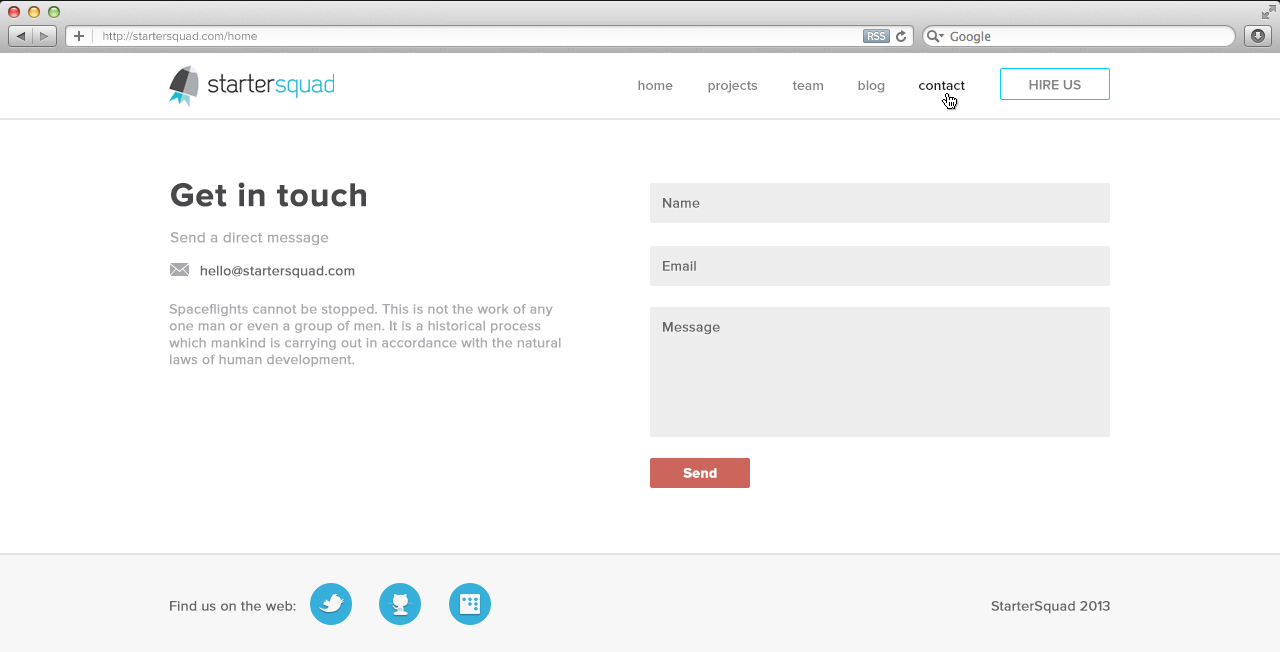 http://startersquad.com/home
RSS
Google
startersquad
home
projects
team
blog
contact
HIRE US
Get in touch
Send a direct message
hello@startersquad.com
Spaceflights cannot be stopped. This is not the work of any
one man or even a group of men. It is a historical process
which mankind is carrying out in accordance with the natural
laws of human development.
Name
Email
Message
Send
Find us on the web:
StarterSquad 2013